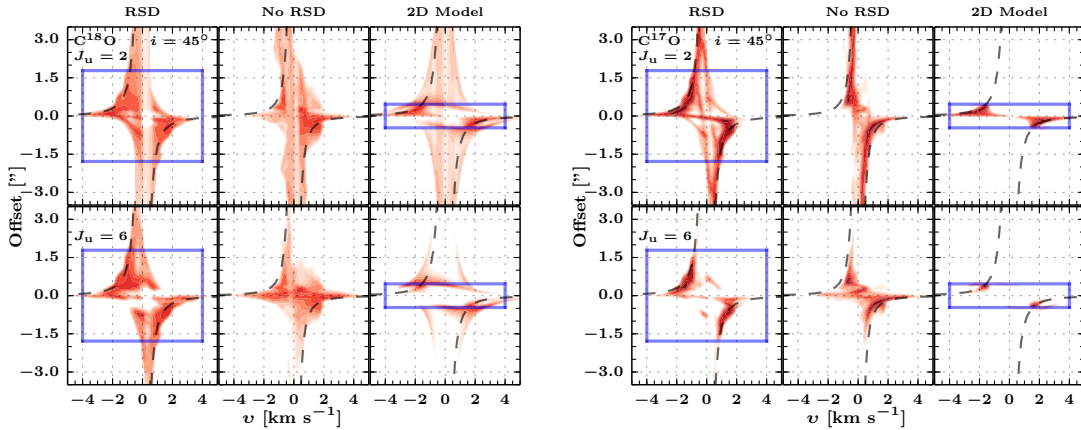 RSD No RSD 2D Model
C¹⁸O i = 45°
Jᵤ = 2
3.0
1.5
0.0
−1.5
−3.0
Jᵤ = 6
3.0
1.5
0.0
−1.5
−3.0
Offset ["]
−4 −2 0 2 4 −4 −2 0 2 4 −4 −2 0 2 4
υ [km s⁻¹]
RSD No RSD 2D Model
C¹⁷O i = 45°
Jᵤ = 2
3.0
1.5
0.0
−1.5
−3.0
Jᵤ = 6
3.0
1.5
0.0
−1.5
−3.0
Offset ["]
−4 −2 0 2 4 −4 −2 0 2 4 −4 −2 0 2 4
υ [km s⁻¹]